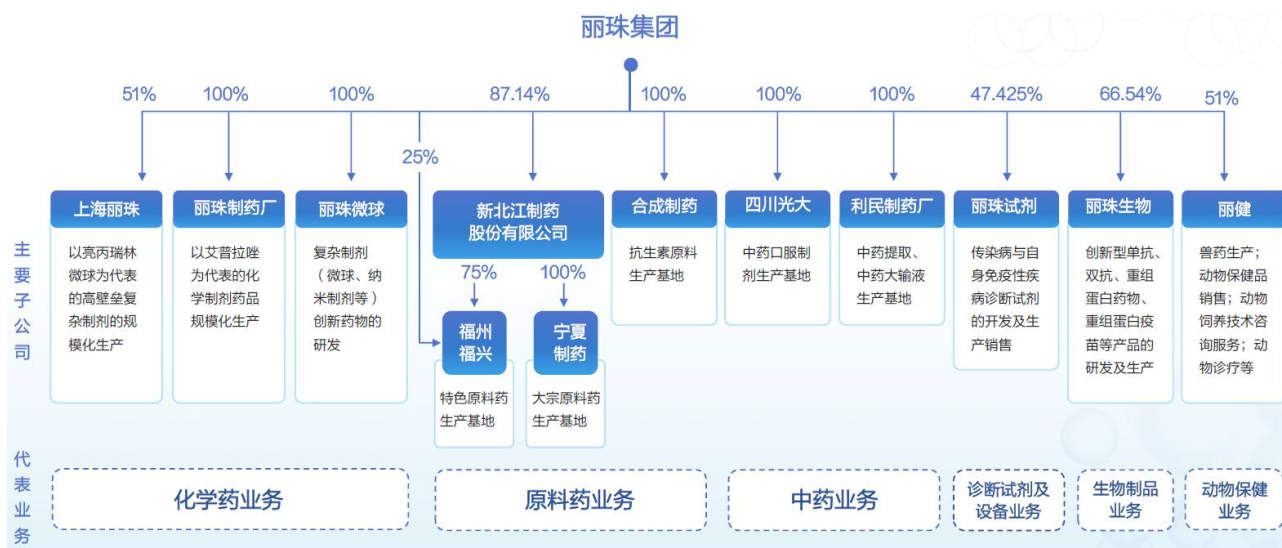 丽珠集团
51%
100%
100%
87.14%
100%
100%
100%
47.425%
66.54%
51%
25%
主要子公司
上海丽珠
以亮丙瑞林
微球为代表
的高壁垒复
杂制剂的规
模化生产
丽珠制药厂
以艾普拉唑
为代表的化
学制剂药品
规模化生产
丽珠微球
复杂制剂
（微球、纳
米制剂等）
创新药物的
研发
新北江制药
股份有限公司
75%
100%
福州
福兴
特色原料药
生产基地
宁夏
制药
大宗原料药
生产基地
合成制药
抗生素原料
生产基地
四川光大
中药口服制
剂生产基地
利民制药厂
中药提取、
中药大输液
生产基地
丽珠试剂
传染病与自
身免疫性疾
病诊断试剂
的开发及生
产销售
丽珠生物
创新型单抗、
双抗、重组
蛋白药物、
重组蛋白疫
苗等产品的
研发及生产
丽健
兽药生产；
动物保健品
销售；动物
饲养技术咨
询服务；动
物诊疗等
代表业务
化学药业务
原料药业务
中药业务
诊断试剂及
设备业务
生物制品
业务
动物保健
业务